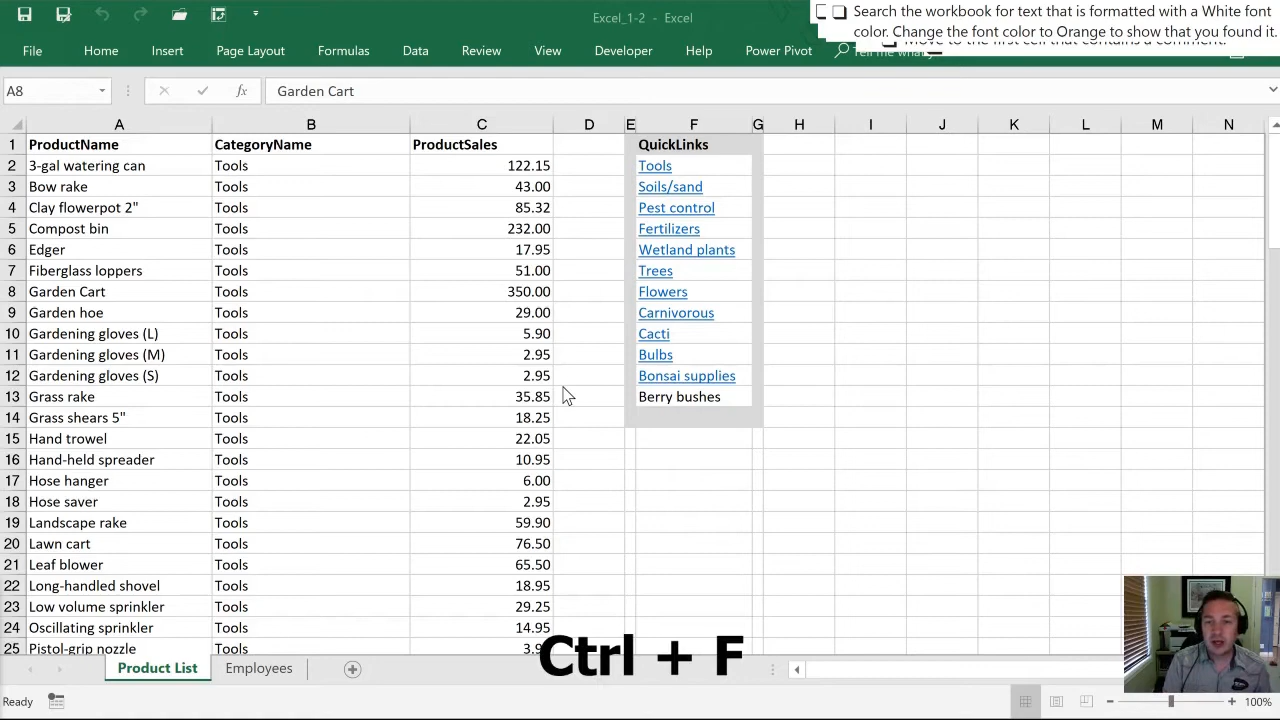 Excel_1-2 - Excel
Search the workbook for text that is formatted with a White font
color. Change the font color to Orange to show that you found it.
File Home Insert Page Layout Formulas Data Review View Developer Help Power Pivot Tell me what
A8 fx Garden Cart
A B C D E F G H I J K L M N
1 ProductName CategoryName ProductSales QuickLinks
2 3-gal watering can Tools 122.15 Tools
3 Bow rake Tools 43.00 Soils/sand
4 Clay flowerpot 2" Tools 85.32 Pest control
5 Compost bin Tools 232.00 Fertilizers
6 Edger Tools 17.95 Wetland plants
7 Fiberglass loppers Tools 51.00 Trees
8 Garden Cart Tools 350.00 Flowers
9 Garden hoe Tools 29.00 Carnivorous
10 Gardening gloves (L) Tools 5.90 Cacti
11 Gardening gloves (M) Tools 2.95 Bulbs
12 Gardening gloves (S) Tools 2.95 Bonsai supplies
13 Grass rake Tools 35.85 Berry bushes
14 Grass shears 5" Tools 18.25
15 Hand trowel Tools 22.05
16 Hand-held spreader Tools 10.95
17 Hose hanger Tools 6.00
18 Hose saver Tools 2.95
19 Landscape rake Tools 59.90
20 Lawn cart Tools 76.50
21 Leaf blower Tools 65.50
22 Long-handled shovel Tools 18.95
23 Low volume sprinkler Tools 29.25
24 Oscillating sprinkler Tools 14.95
25 Pistol-grip nozzle Tools
Ctrl + F
Product List Employees
Ready 100%